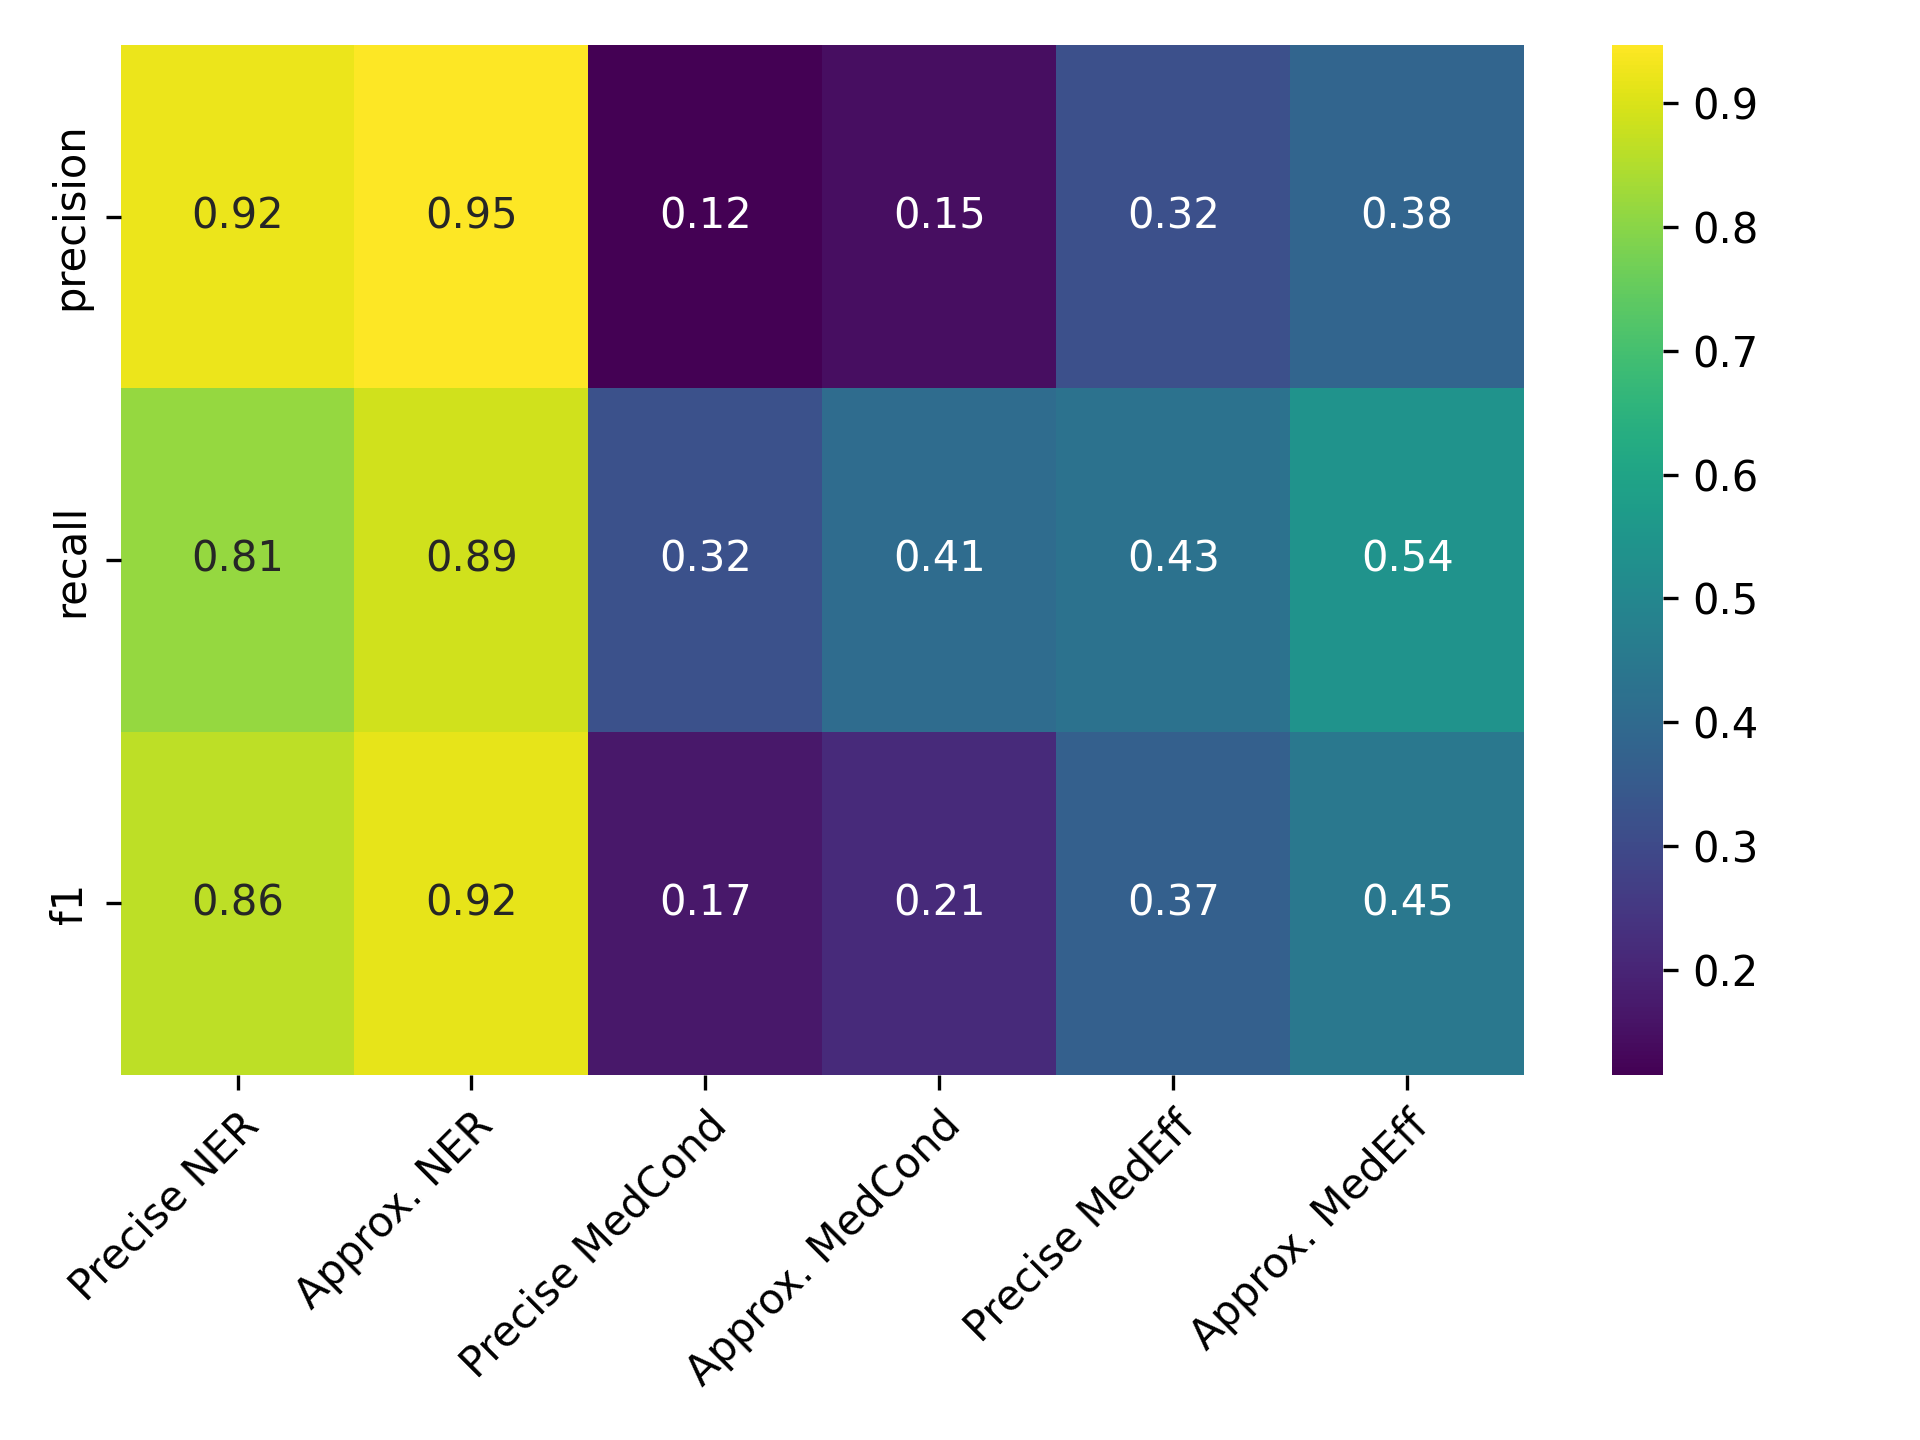 precision 0.92 0.95 0.12 0.15 0.32 0.38
recall 0.81 0.89 0.32 0.41 0.43 0.54
f1 0.86 0.92 0.17 0.21 0.37 0.45
Precise NER
Approx. NER
Precise MedCond
Approx. MedCond
Precise MedEff
Approx. MedEff
0.9
0.8
0.7
0.6
0.5
0.4
0.3
0.2